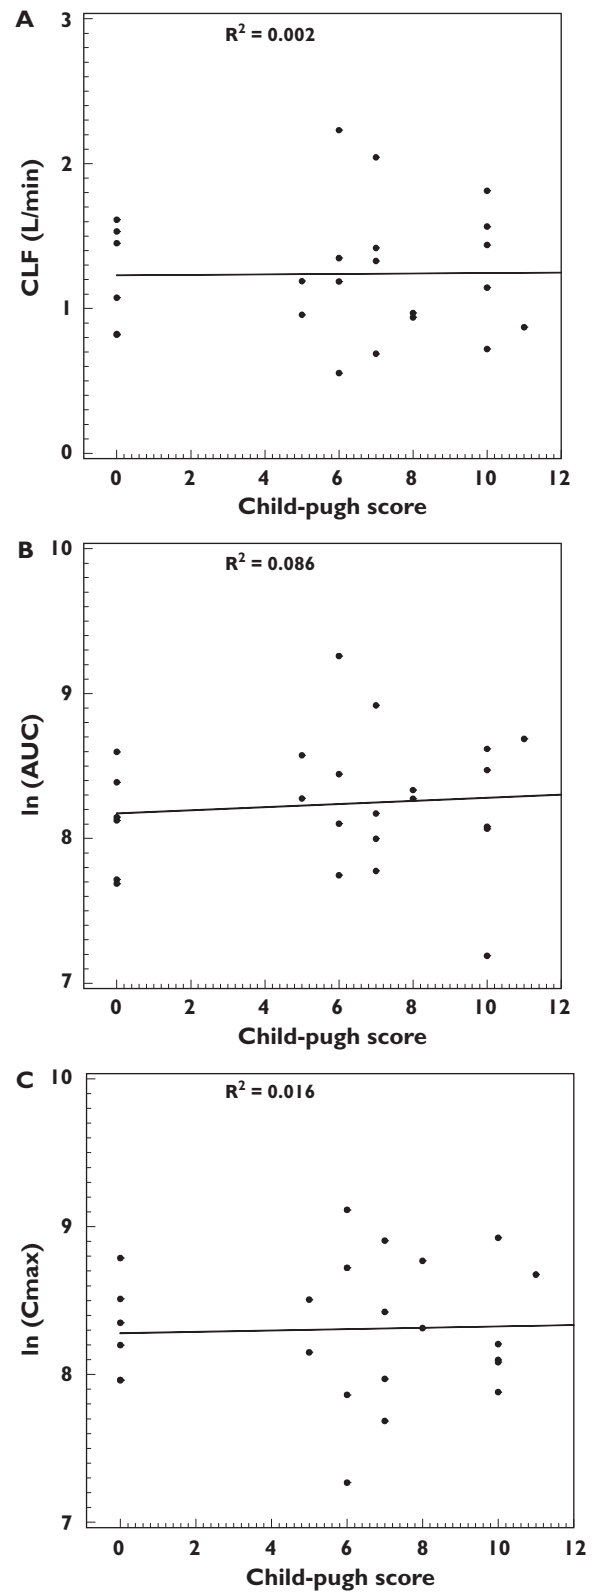 A
3
R² = 0.002
2
1
0
CLF (L/min)
0 2 4 6 8 10 12
Child-pugh score
B
10
R² = 0.086
9
8
7
ln (AUC)
0 2 4 6 8 10 12
Child-pugh score
C
10
R² = 0.016
9
8
7
ln (Cmax)
0 2 4 6 8 10 12
Child-pugh score